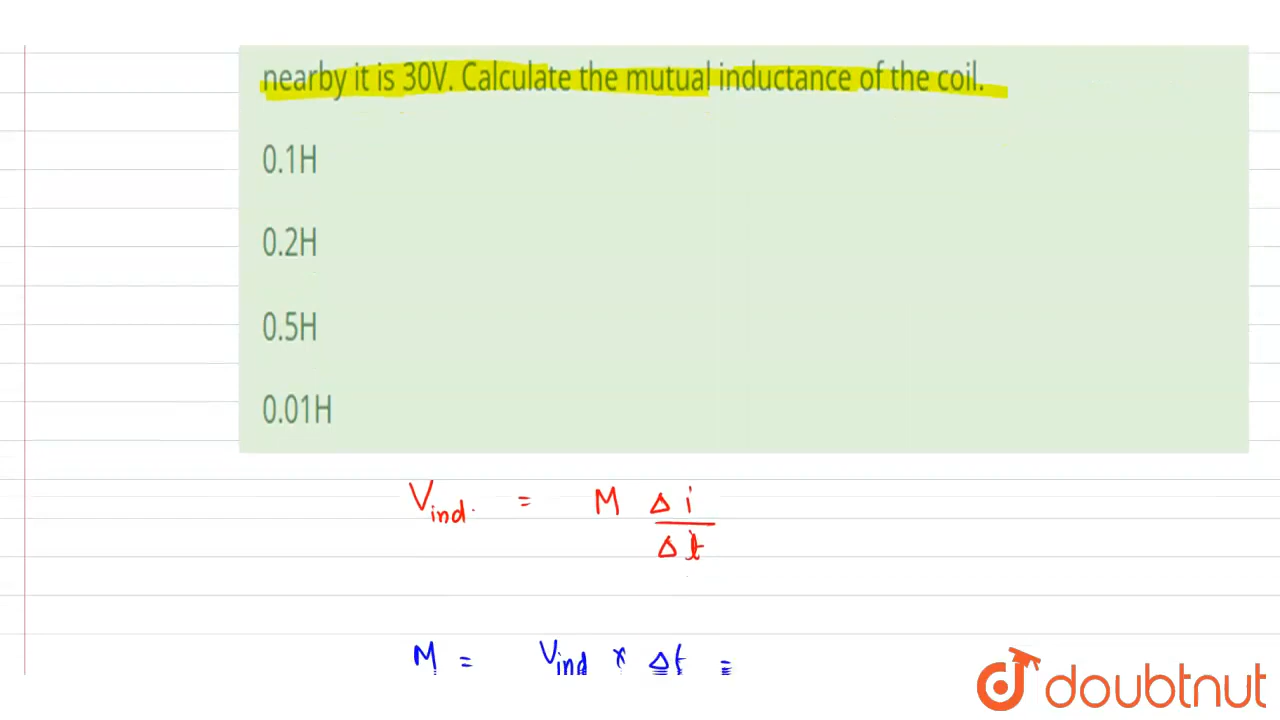 nearby it is 30V. Calculate the mutual inductance of the coil.
0.1H
0.2H
0.5H
0.01H
Vind. = M Δi
Δt
M = Vind × Δt =
doubtnut